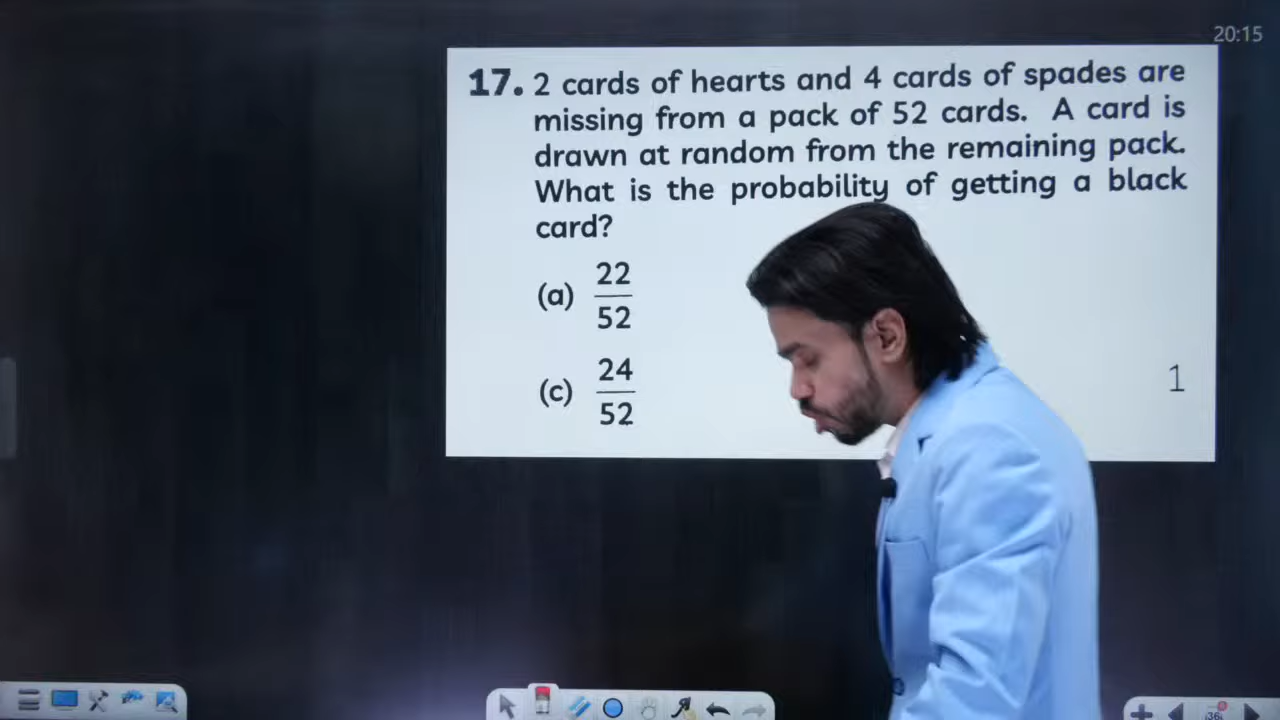 20:15
17. 2 cards of hearts and 4 cards of spades are
missing from a pack of 52 cards. A card is
drawn at random from the remaining pack.
What is the probability of getting a black
card?
(a) 22/52
(c) 24/52
1
36